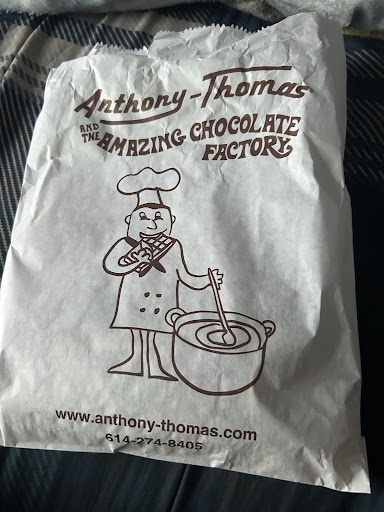 Anthony-Thomas
AND THE AMAZING CHOCOLATE
FACTORY
www.anthony-thomas.com
614-274-8405